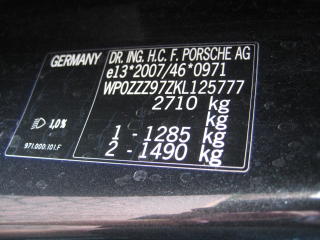 GERMANY
DR. ING. H.C. F. PORSCHE AG
e13*2007/46*0971
WP0ZZZ97ZKL125777
2710 kg
kg
1,0%
1 - 1285 kg
2 - 1490 kg
971.000.101.F